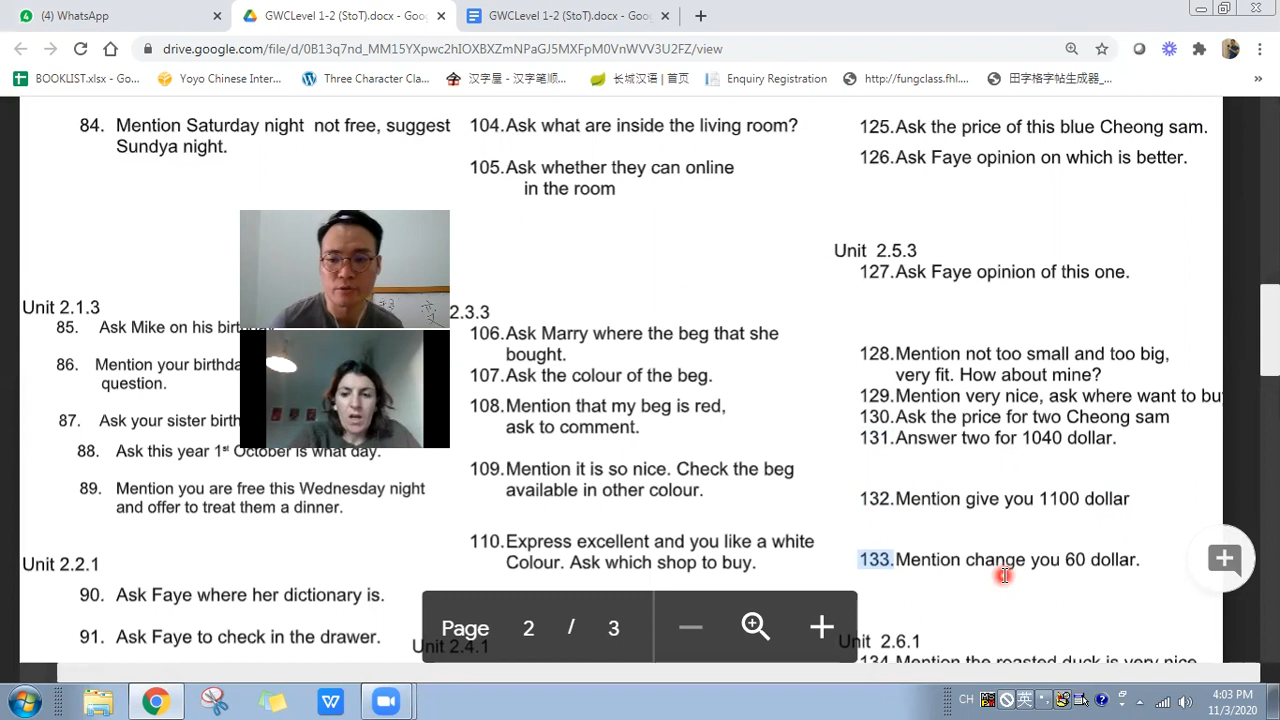 (4) WhatsApp
GWCLevel 1-2 (StoT).docx - Goo
GWCLevel 1-2 (StoT).docx - Goog
drive.google.com/file/d/0B13q7nd_MM15YXpwc2hIOXBXZmNPaGJ5MXFpM0VnWVV3U2FZ/view
BOOKLIST.xlsx - Go...
Yoyo Chinese Inter...
Three Character Cla...
汉字屋 - 汉字笔顺...
长城汉语 | 首页
Enquiry Registration
http://fungclass.fhl...
田字格字帖生成器_...
»
84. Mention Saturday night not free, suggest
Sundya night.
Unit 2.1.3
85. Ask Mike on his birthday
86. Mention your birthda
question.
87. Ask your sister birth
88. Ask this year 1st October is what day.
89. Mention you are free this Wednesday night
and offer to treat them a dinner.
Unit 2.2.1
90. Ask Faye where her dictionary is.
91. Ask Faye to check in the drawer.
104.Ask what are inside the living room?
105.Ask whether they can online
in the room
2.3.3
106.Ask Marry where the beg that she
bought.
107.Ask the colour of the beg.
108.Mention that my beg is red,
ask to comment.
109.Mention it is so nice. Check the beg
available in other colour.
110.Express excellent and you like a white
Colour. Ask which shop to buy.
Unit 2.4.1
125.Ask the price of this blue Cheong sam.
126.Ask Faye opinion on which is better.
Unit 2.5.3
127.Ask Faye opinion of this one.
128.Mention not too small and too big,
very fit. How about mine?
129.Mention very nice, ask where want to bu
130.Ask the price for two Cheong sam
131.Answer two for 1040 dollar.
132.Mention give you 1100 dollar
133.Mention change you 60 dollar.
Unit 2.6.1
134.Mention the roasted duck is very nice
变
Page 2 / 3
CH
英
4:03 PM
11/3/2020